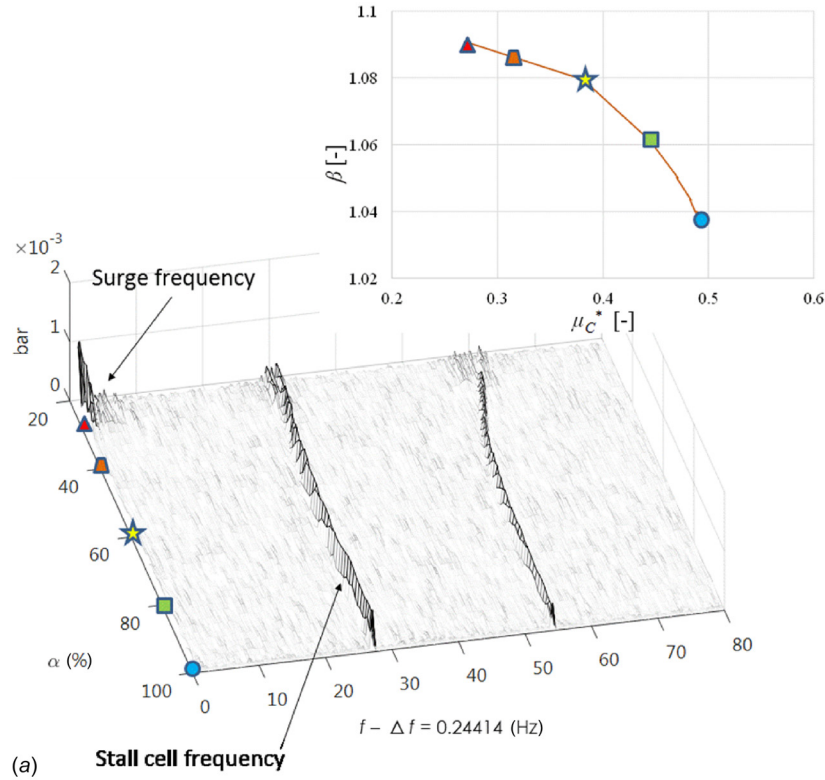 1.1
1.08
1.06
1.04
1.02
β [-]
0.2 0.3 0.4 0.5 0.6
μC* [-]
×10-3
2
1
0
bar
Surge frequency
20
40
60
80
100
α (%)
0 10 20 30 40 50 60 70 80
f – Δf = 0.24414 (Hz)
Stall cell frequency
(a)